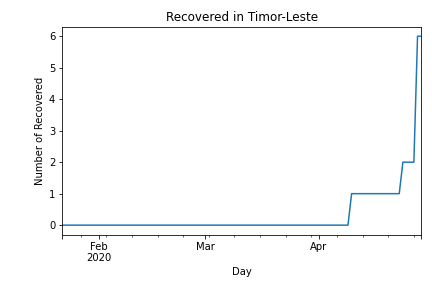 Recovered in Timor-Leste
6
5
4
3
2
1
0
Number of Recovered
Feb
2020
Mar
Apr
Day